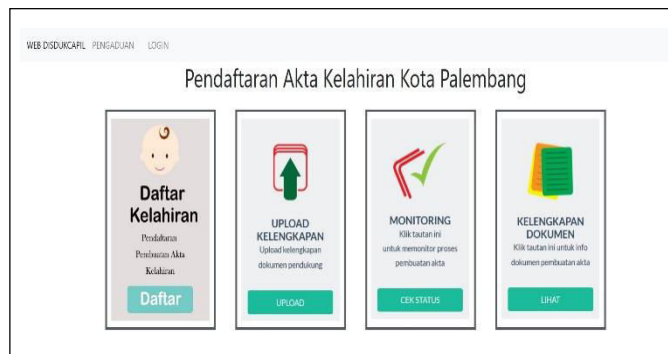 WEB DISDUKCAPIL PENGADUAN LOGIN
Pendaftaran Akta Kelahiran Kota Palembang
Daftar
Kelahiran
Pendaftaran
Pembuatan Akta
Kelahiran
Daftar
UPLOAD
KELENGKAPAN
Upload kelengkapan
dokumen pendukung
UPLOAD
MONITORING
Klik tautan ini
untuk memonitor proses
pembuatan akta
CEK STATUS
KELENGKAPAN
DOKUMEN
Klik tautan ini untuk info
dokumen pembuatan akta
LIHAT